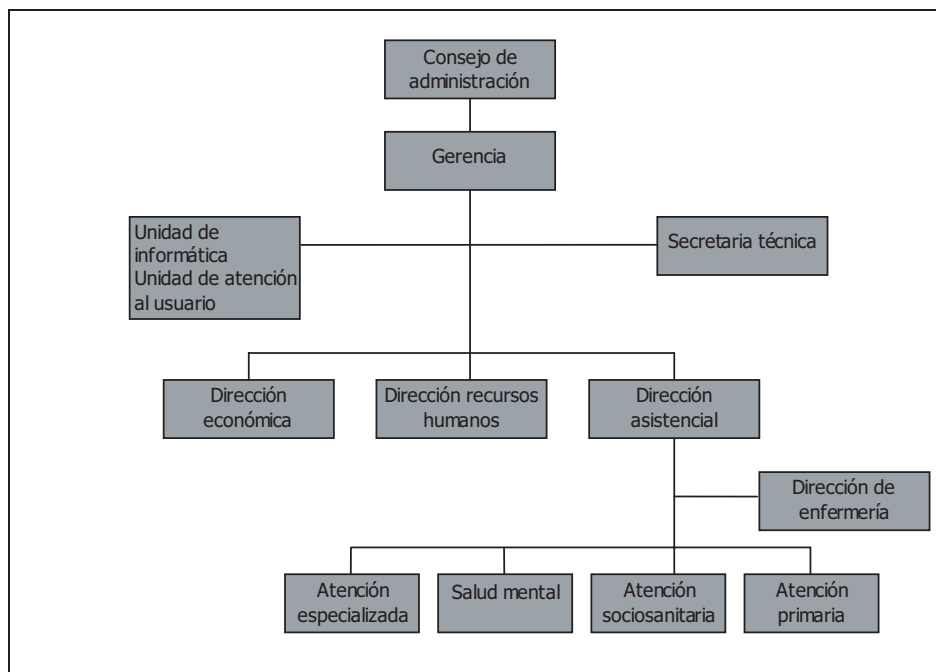 Consejo de
administración
Gerencia
Unidad de
informática
Unidad de atención
al usuario
Secretaria técnica
Dirección
económica
Dirección recursos
humanos
Dirección
asistencial
Dirección de
enfermería
Atención
especializada
Salud mental
Atención
sociosanitaria
Atención
primaria